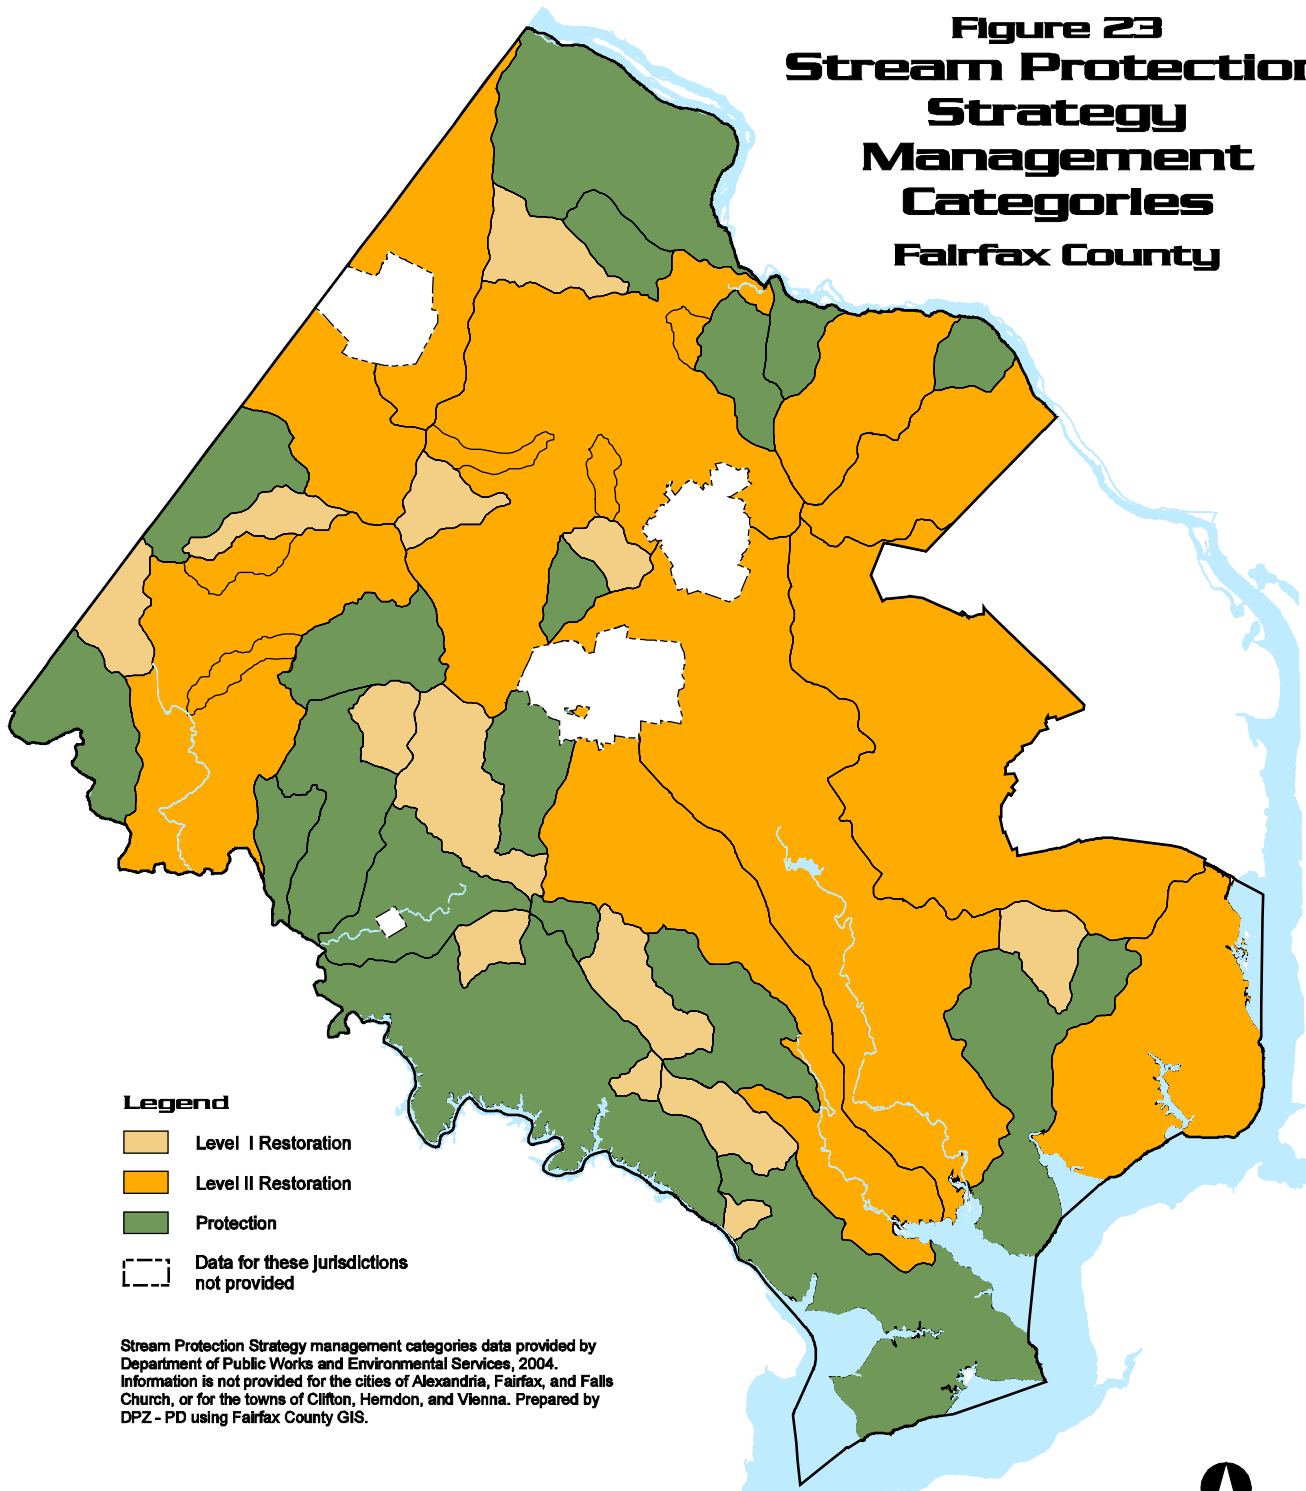 Figure 23
Stream Protection
Strategy
Management
Categories
Fairfax County
Legend
Level I Restoration
Level II Restoration
Protection
Data for these jurisdictions
not provided
Stream Protection Strategy management categories data provided by
Department of Public Works and Environmental Services, 2004.
Information is not provided for the cities of Alexandria, Fairfax, and Falls
Church, or for the towns of Clifton, Herndon, and Vienna. Prepared by
DPZ - PD using Fairfax County GIS.